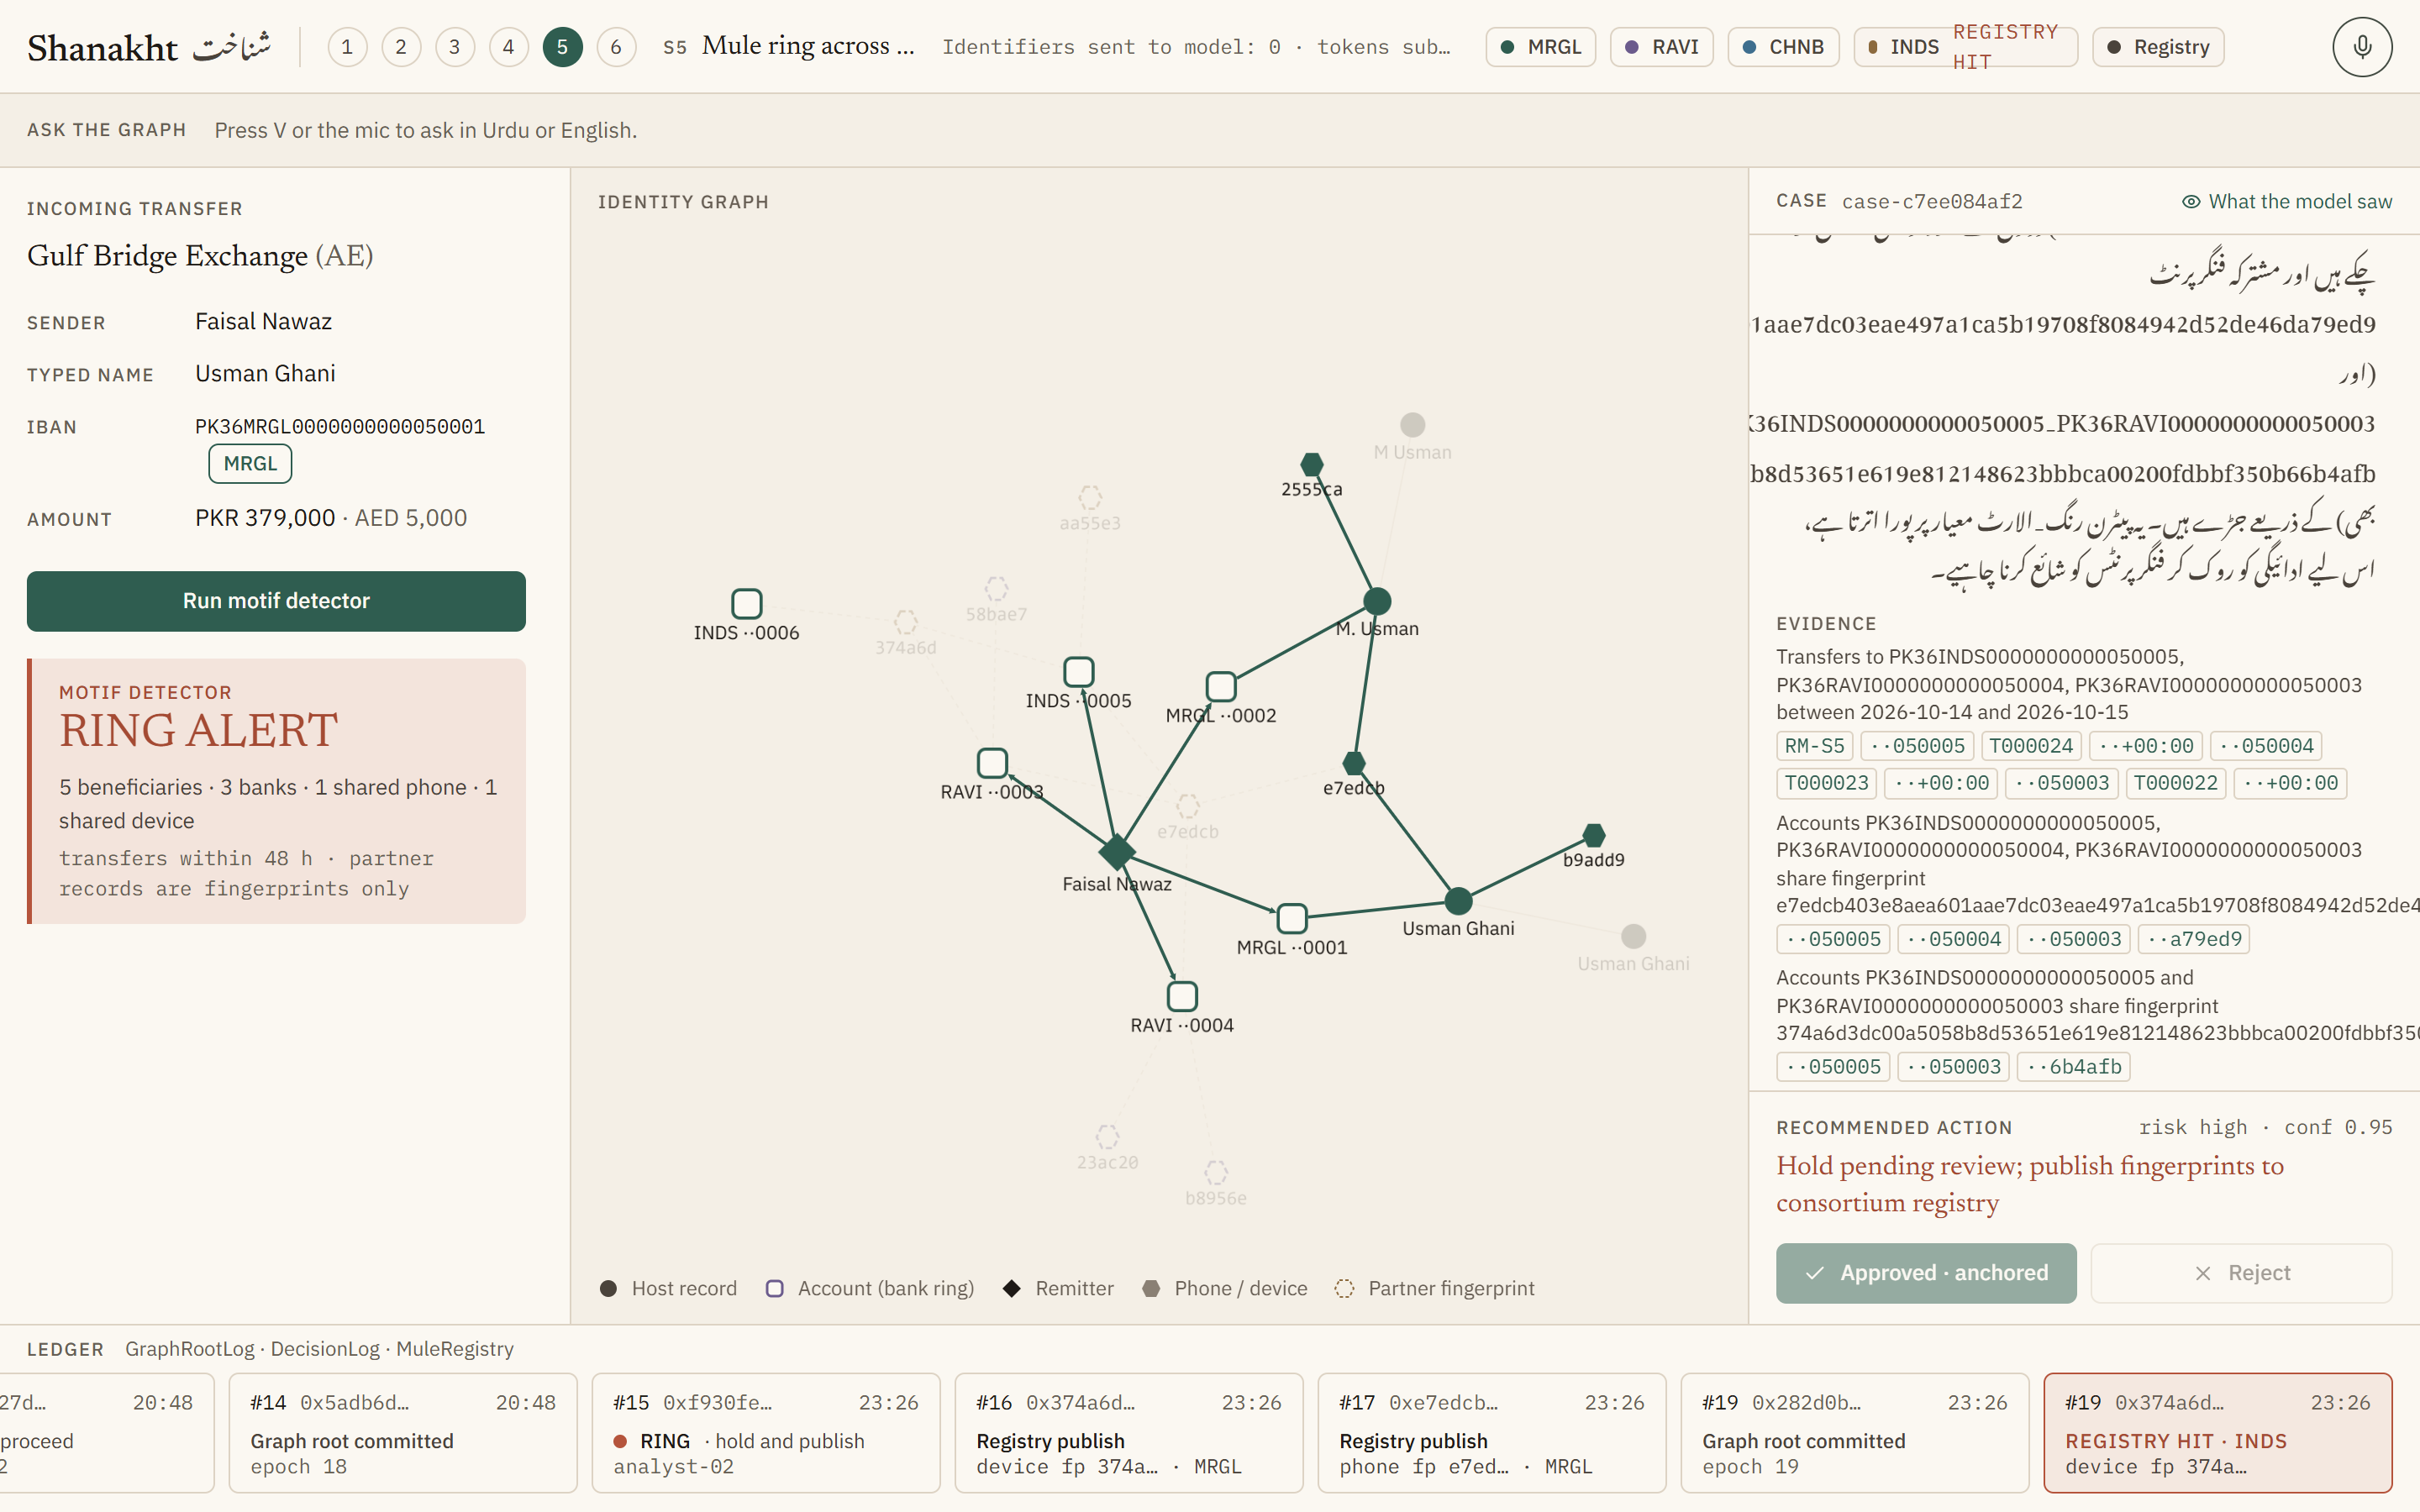 Shanakht شناخت
1 2 3 4 5 6
S5 Mule ring across ...
Identifiers sent to model: 0 · tokens sub…
MRGL
RAVI
CHNB
INDS REGISTRY HIT
Registry
ASK THE GRAPH Press V or the mic to ask in Urdu or English.
INCOMING TRANSFER
Gulf Bridge Exchange (AE)
SENDER Faisal Nawaz
TYPED NAME Usman Ghani
IBAN PK36MRGL0000000000050001
MRGL
AMOUNT PKR 379,000 · AED 5,000
Run motif detector
MOTIF DETECTOR
RING ALERT
5 beneficiaries · 3 banks · 1 shared phone · 1
shared device
transfers within 48 h · partner
records are fingerprints only
IDENTITY GRAPH
M Usman
2555ca
aa55e3
58bae7
INDS ··0006
374a6d
M. Usman
INDS ··0005
MRGL ··0002
RAVI ··0003
e7edcb
e7edcb
b9add9
Faisal Nawaz
Usman Ghani
MRGL ··0001
Usman Ghani
RAVI ··0004
23ac20
b8956e
Host record
Account (bank ring)
Remitter
Phone / device
Partner fingerprint
CASE case-c7ee084af2
What the model saw
چکے ہیں اور مشترکہ فنگر پرنٹ
1aae7dc03eae497a1ca5b19708f8084942d52de46da79ed9
(اور
K36INDS0000000000050005_PK36RAVI0000000000050003
b8d53651e619e812148623bbbca00200fdbbf350b66b4afb
بھی) کے ذریعے جڑے ہیں۔ یہ پیٹرن رنگ_الارٹ معیار پر پورا اترتا ہے،
اس لیے ادائیگی کو روک کر فنگر پرنٹس کو شائع کرنا چاہیے۔
EVIDENCE
Transfers to PK36INDS0000000000050005,
PK36RAVI0000000000050004, PK36RAVI0000000000050003
between 2026-10-14 and 2026-10-15
RM-S5 ··050005 T000024 ··+00:00 ··050004
T000023 ··+00:00 ··050003 T000022 ··+00:00
Accounts PK36INDS0000000000050005,
PK36RAVI0000000000050004, PK36RAVI0000000000050003
share fingerprint
e7edcb403e8aea601aae7dc03eae497a1ca5b19708f8084942d52de4
··050005 ··050004 ··050003 ··a79ed9
Accounts PK36INDS0000000000050005 and
PK36RAVI0000000000050003 share fingerprint
374a6d3dc00a5058b8d53651e619e812148623bbbca00200fdbbf350
··050005 ··050003 ··6b4afb
RECOMMENDED ACTION risk high · conf 0.95
Hold pending review; publish fingerprints to
consortium registry
Approved · anchored
Reject
LEDGER GraphRootLog · DecisionLog · MuleRegistry
27d… 20:48
proceed
2
#14 0x5adb6d… 20:48
Graph root committed
epoch 18
#15 0xf930fe… 23:26
RING · hold and publish
analyst-02
#16 0x374a6d… 23:26
Registry publish
device fp 374a… · MRGL
#17 0xe7edcb… 23:26
Registry publish
phone fp e7ed… · MRGL
#19 0x282d0b… 23:26
Graph root committed
epoch 19
#19 0x374a6d… 23:26
REGISTRY HIT · INDS
device fp 374a…